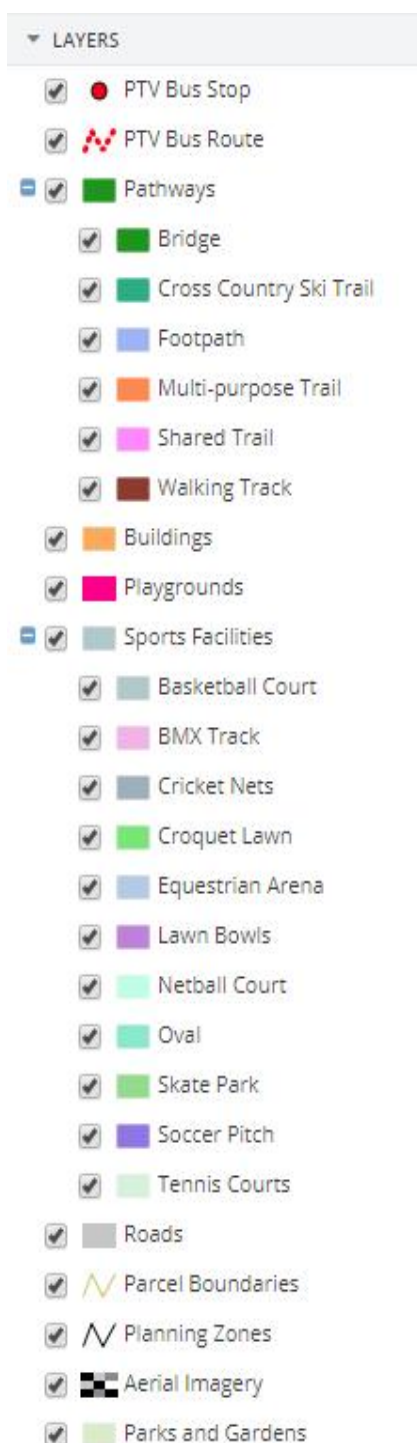 LAYERS
PTV Bus Stop
PTV Bus Route
Pathways
Bridge
Cross Country Ski Trail
Footpath
Multi-purpose Trail
Shared Trail
Walking Track
Buildings
Playgrounds
Sports Facilities
Basketball Court
BMX Track
Cricket Nets
Croquet Lawn
Equestrian Arena
Lawn Bowls
Netball Court
Oval
Skate Park
Soccer Pitch
Tennis Courts
Roads
Parcel Boundaries
Planning Zones
Aerial Imagery
Parks and Gardens